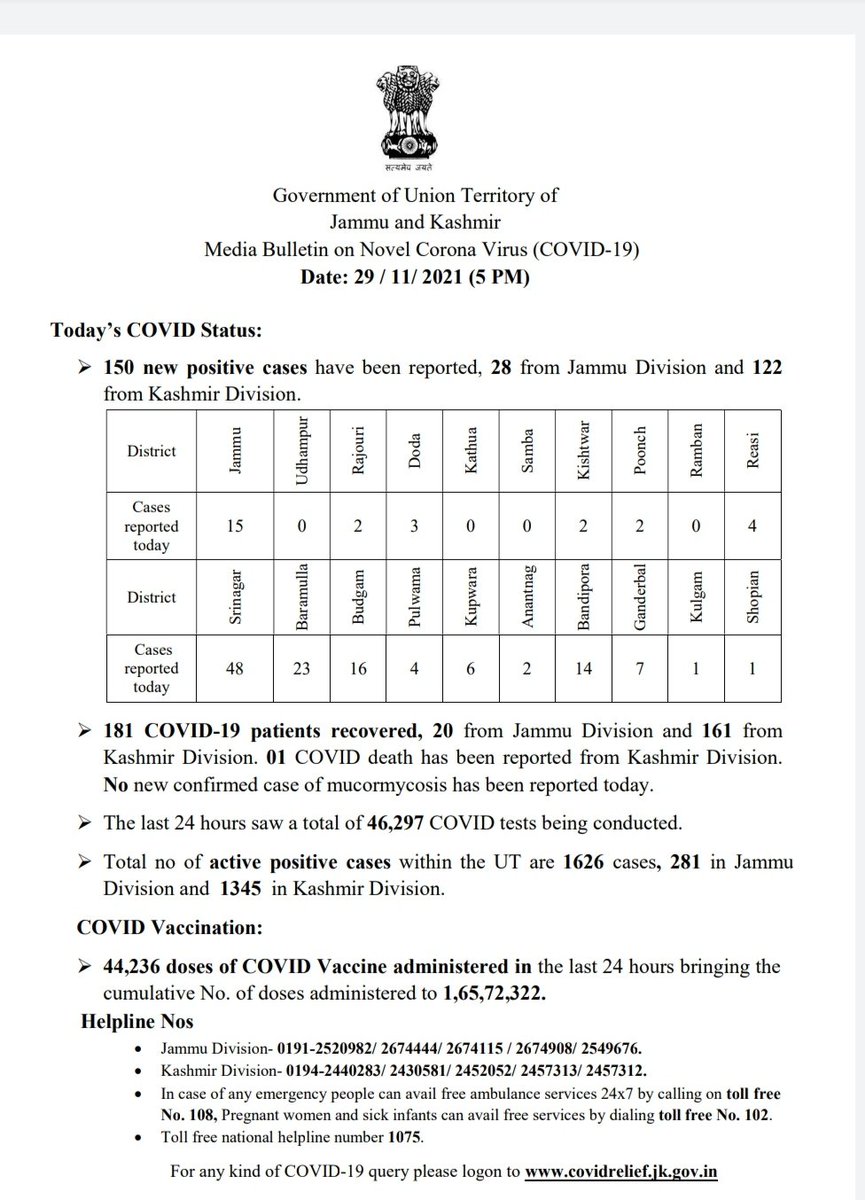 सत्यमेव जयते
Government of Union Territory of
Jammu and Kashmir
Media Bulletin on Novel Corona Virus (COVID-19)
Date: 29 / 11/ 2021 (5 PM)
Today’s COVID Status:
➢ 150 new positive cases have been reported, 28 from Jammu Division and 122
from Kashmir Division.
District Jammu Udhampur Rajouri Doda Kathua Samba Kishtwar Poonch Ramban Reasi
Cases
reported
today
15 0 2 3 0 0 2 2 0 4
District Srinagar Baramulla Budgam Pulwama Kupwara Anantnag Bandipora Ganderbal Kulgam Shopian
Cases
reported
today
48 23 16 4 6 2 14 7 1 1
➢ 181 COVID-19 patients recovered, 20 from Jammu Division and 161 from
Kashmir Division. 01 COVID death has been reported from Kashmir Division.
No new confirmed case of mucormycosis has been reported today.
➢ The last 24 hours saw a total of 46,297 COVID tests being conducted.
➢ Total no of active positive cases within the UT are 1626 cases, 281 in Jammu
Division and 1345 in Kashmir Division.
COVID Vaccination:
➢ 44,236 doses of COVID Vaccine administered in the last 24 hours bringing the
cumulative No. of doses administered to 1,65,72,322.
Helpline Nos
• Jammu Division- 0191-2520982/ 2674444/ 2674115 / 2674908/ 2549676.
• Kashmir Division- 0194-2440283/ 2430581/ 2452052/ 2457313/ 2457312.
• In case of any emergency people can avail free ambulance services 24x7 by calling on toll free
No. 108, Pregnant women and sick infants can avail free services by dialing toll free No. 102.
• Toll free national helpline number 1075.
For any kind of COVID-19 query please logon to www.covidrelief.jk.gov.in